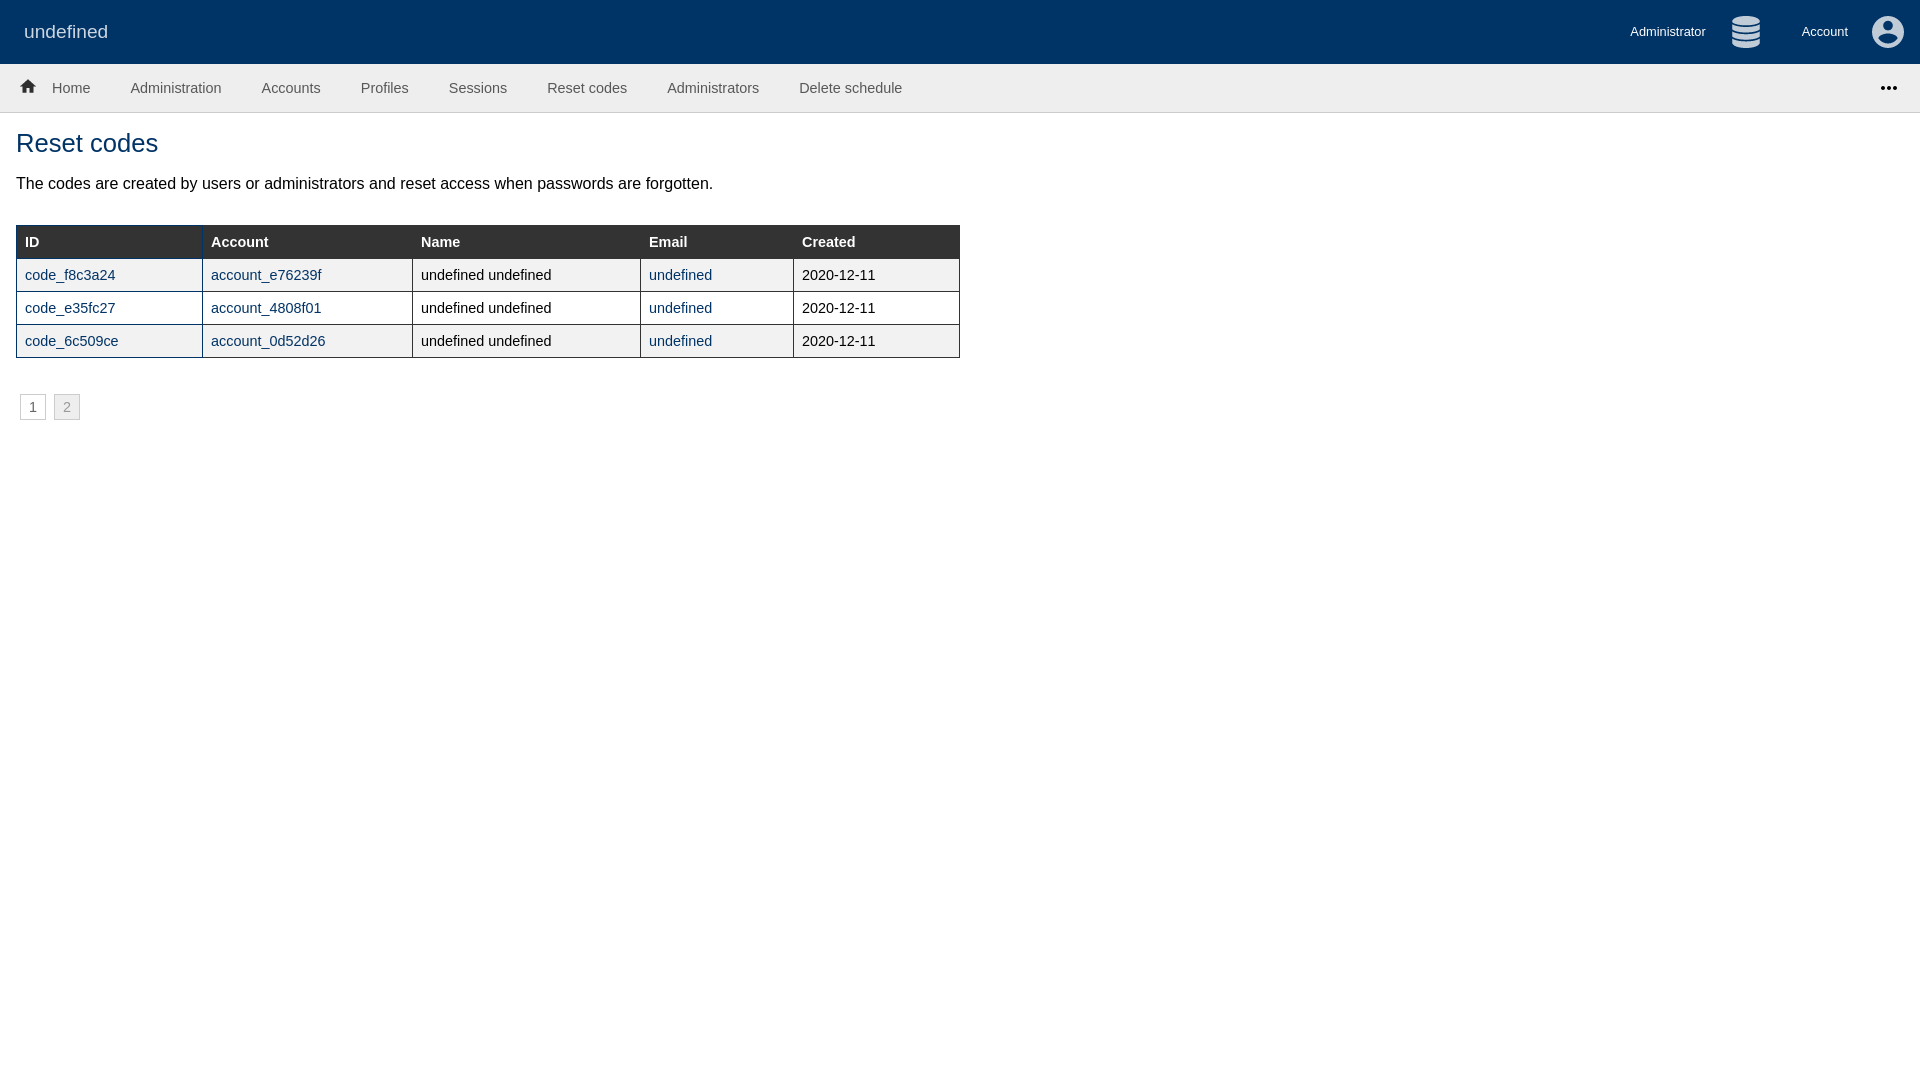 undefined
Administrator
Account
Home Administration Accounts Profiles Sessions Reset codes Administrators Delete schedule
Reset codes
The codes are created by users or administrators and reset access when passwords are forgotten.
ID Account Name Email Created
code_f8c3a24 account_e76239f undefined undefined undefined 2020-12-11
code_e35fc27 account_4808f01 undefined undefined undefined 2020-12-11
code_6c509ce account_0d52d26 undefined undefined undefined 2020-12-11
1 2